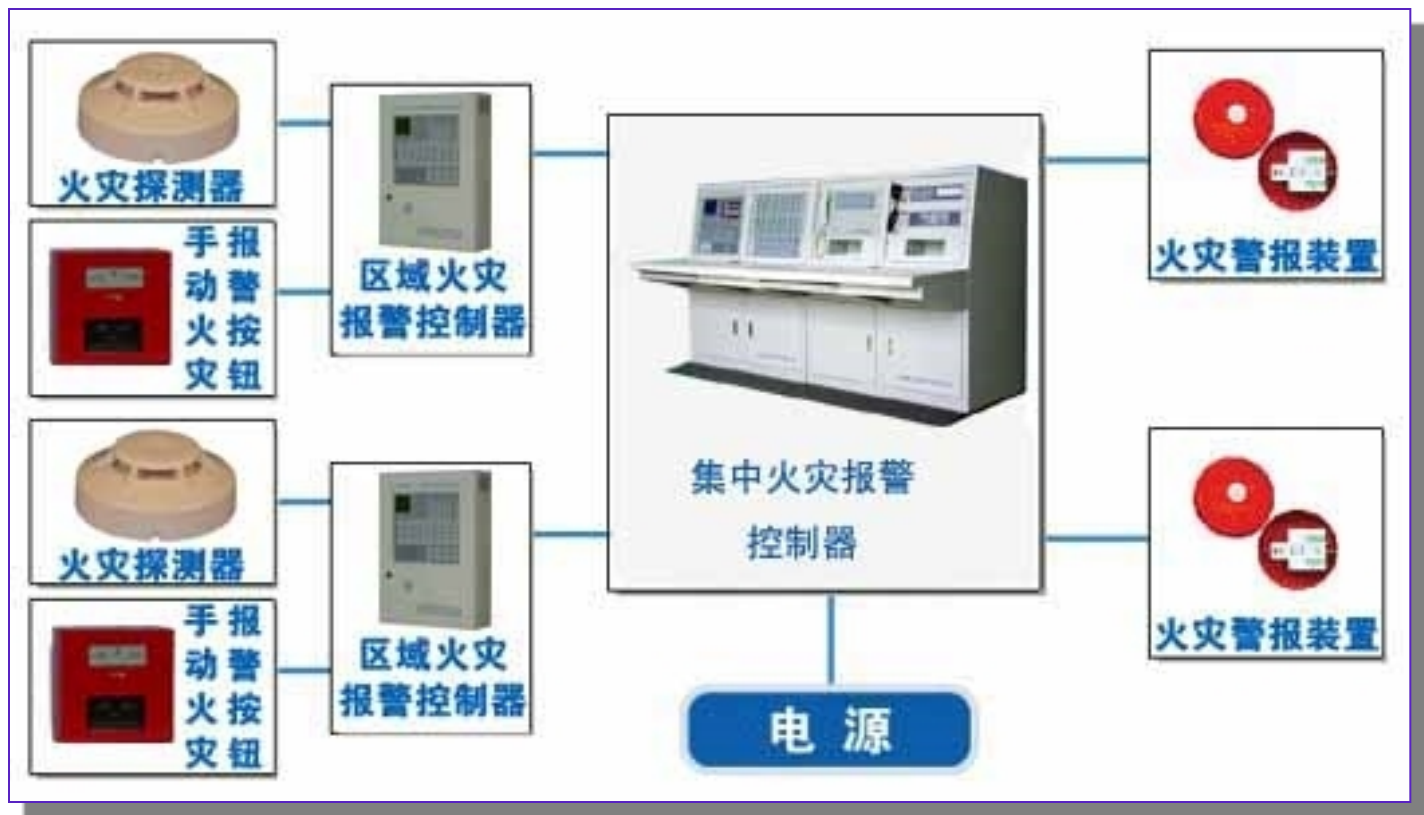 火灾探测器
手报
动警
火按
灾钮
区域火灾
报警控制器
火灾探测器
手报
动警
火按
灾钮
区域火灾
报警控制器
集中火灾报警
控制器
电源
火灾警报装置
火灾警报装置